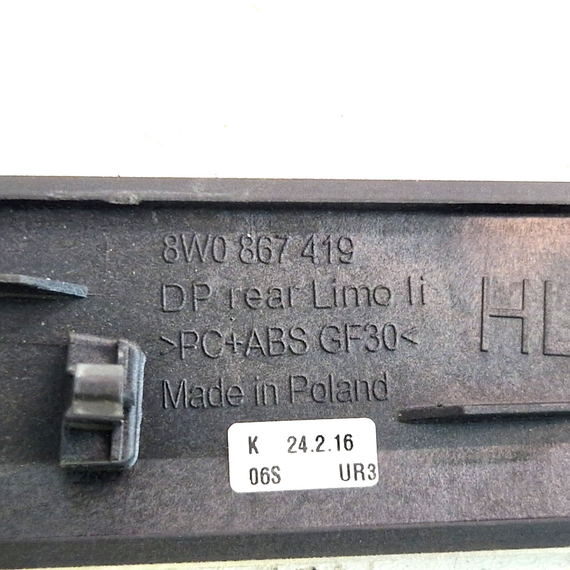 8W0 867 419
DP rear Limo li
>PC+ABS GF30<
Made in Poland
HL
K 24.2.16
06S UR3